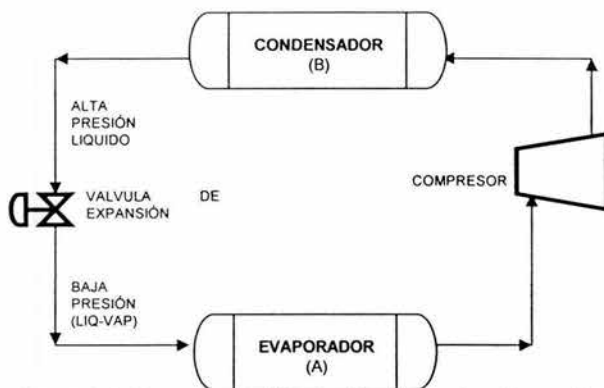 CONDENSADOR
(B)
ALTA
PRESIÓN
LIQUIDO
COMPRESOR
VALVULA DE
EXPANSIÓN
BAJA
PRESIÓN
(LIQ-VAP)
EVAPORADOR
(A)